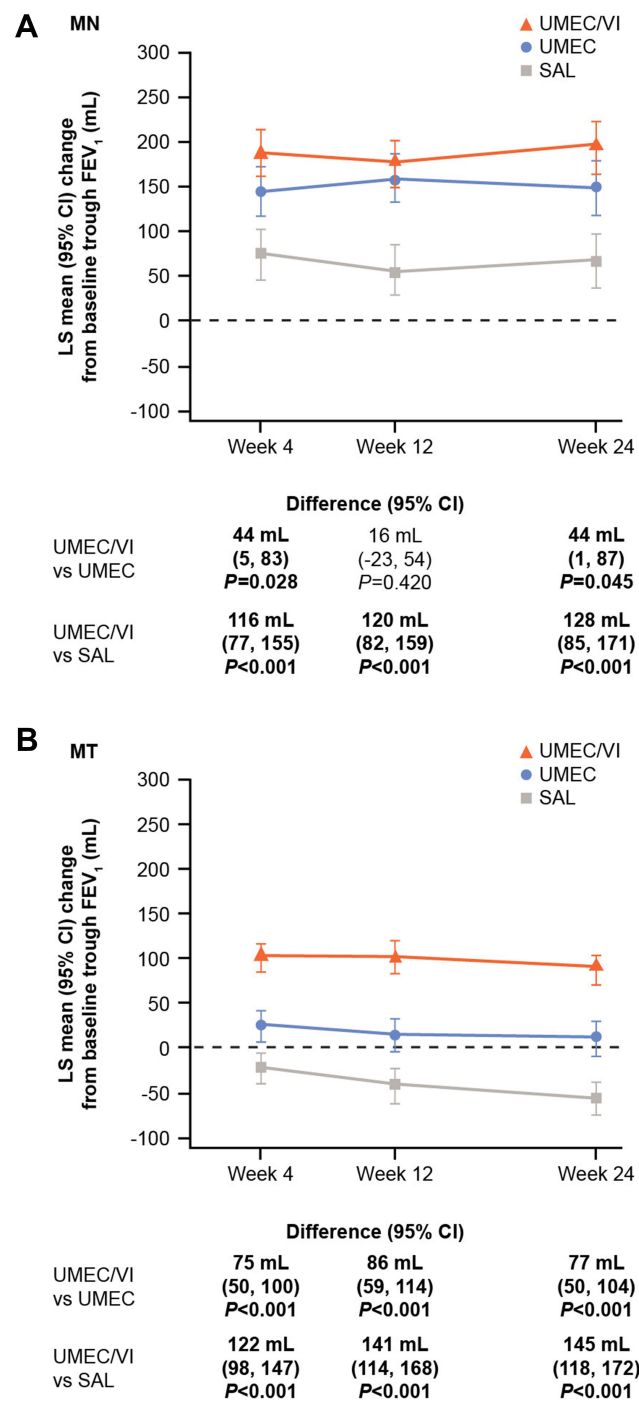 A
MN
UMEC/VI
UMEC
SAL
LS mean (95% CI) change
from baseline trough FEV1 (mL)
300
250
200
150
100
50
0
-50
-100
Week 4 Week 12 Week 24
Difference (95% CI)
UMEC/VI
vs UMEC
44 mL
(5, 83)
P=0.028
16 mL
(-23, 54)
P=0.420
44 mL
(1, 87)
P=0.045
UMEC/VI
vs SAL
116 mL
(77, 155)
P<0.001
120 mL
(82, 159)
P<0.001
128 mL
(85, 171)
P<0.001
B
MT
UMEC/VI
UMEC
SAL
LS mean (95% CI) change
from baseline trough FEV1 (mL)
300
250
200
150
100
50
0
-50
-100
Week 4 Week 12 Week 24
Difference (95% CI)
UMEC/VI
vs UMEC
75 mL
(50, 100)
P<0.001
86 mL
(59, 114)
P<0.001
77 mL
(50, 104)
P<0.001
UMEC/VI
vs SAL
122 mL
(98, 147)
P<0.001
141 mL
(114, 168)
P<0.001
145 mL
(118, 172)
P<0.001